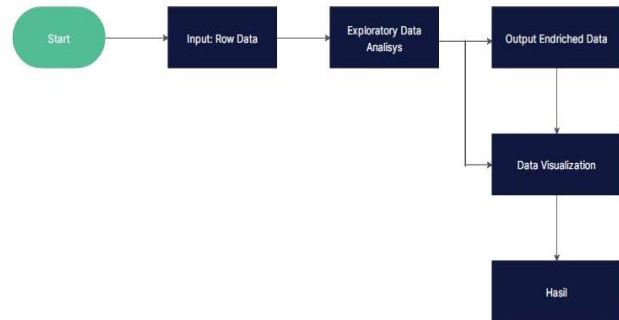 Start
Input: Row Data
Exploratory Data
Analisys
Output Endriched Data
Data Visualization
Hasil